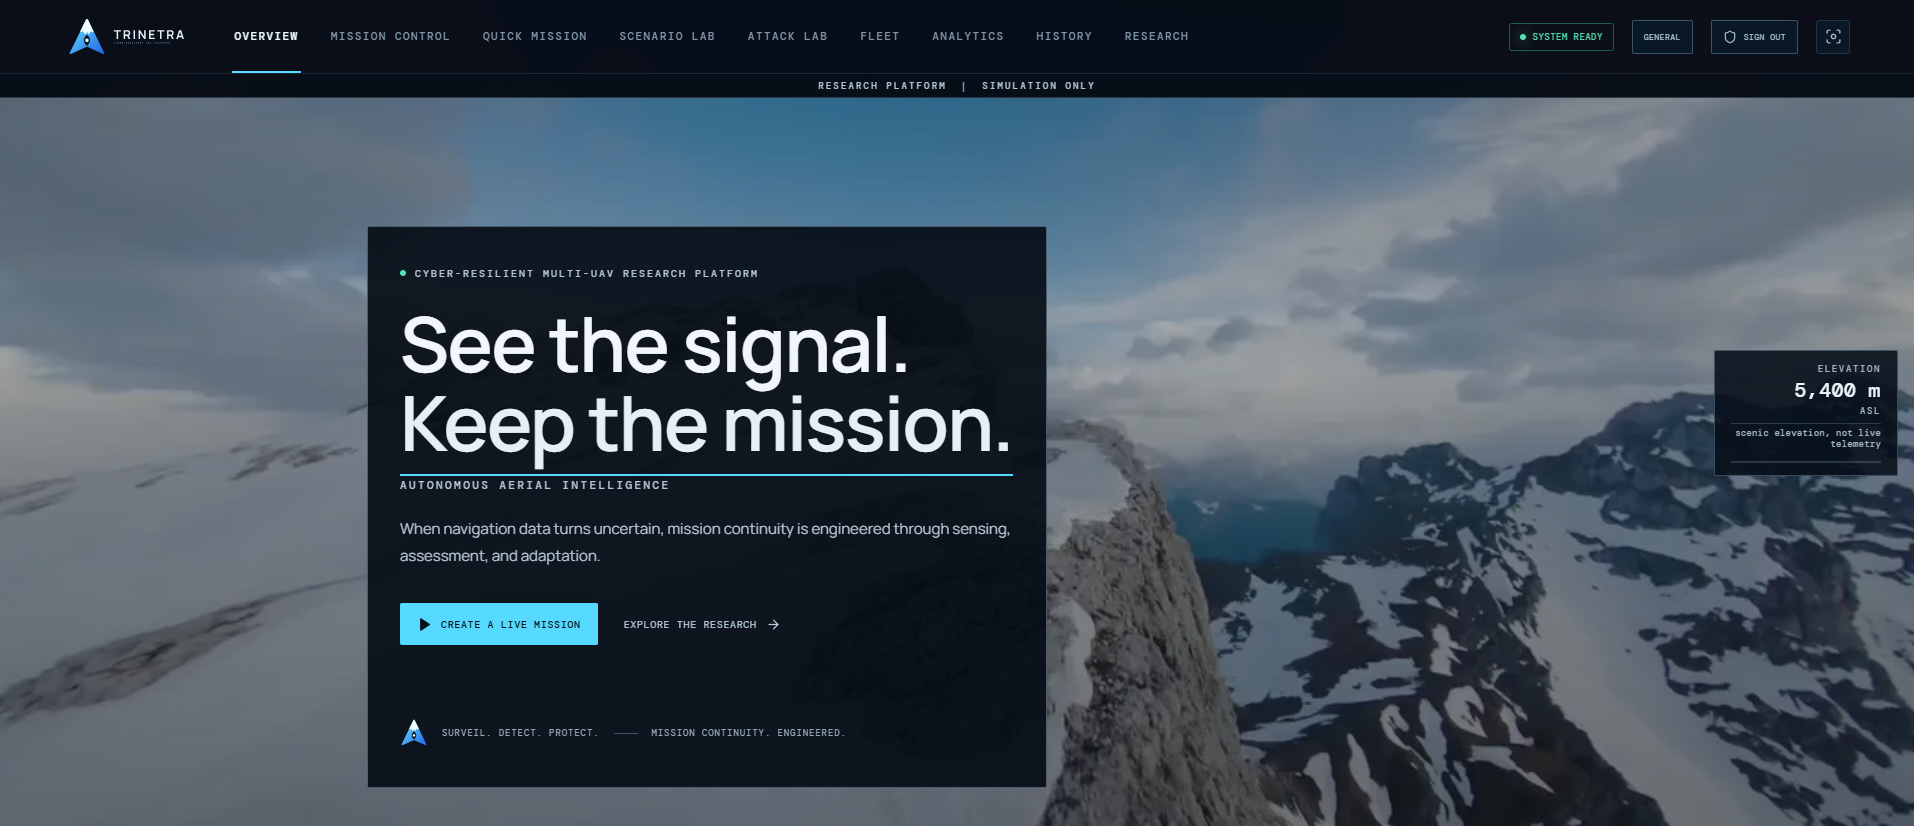 TRINETRA
OVERVIEW
MISSION CONTROL
QUICK MISSION
SCENARIO LAB
ATTACK LAB
FLEET
ANALYTICS
HISTORY
RESEARCH
SYSTEM READY
GENERAL
SIGN OUT
RESEARCH PLATFORM | SIMULATION ONLY
CYBER-RESILIENT MULTI-UAV RESEARCH PLATFORM
See the signal.
Keep the mission.
AUTONOMOUS AERIAL INTELLIGENCE
When navigation data turns uncertain, mission continuity is engineered through sensing,
assessment, and adaptation.
CREATE A LIVE MISSION
EXPLORE THE RESEARCH
SURVEIL. DETECT. PROTECT.
MISSION CONTINUITY. ENGINEERED.
ELEVATION
5,400 m
ASL
scenic elevation, not live
telemetry